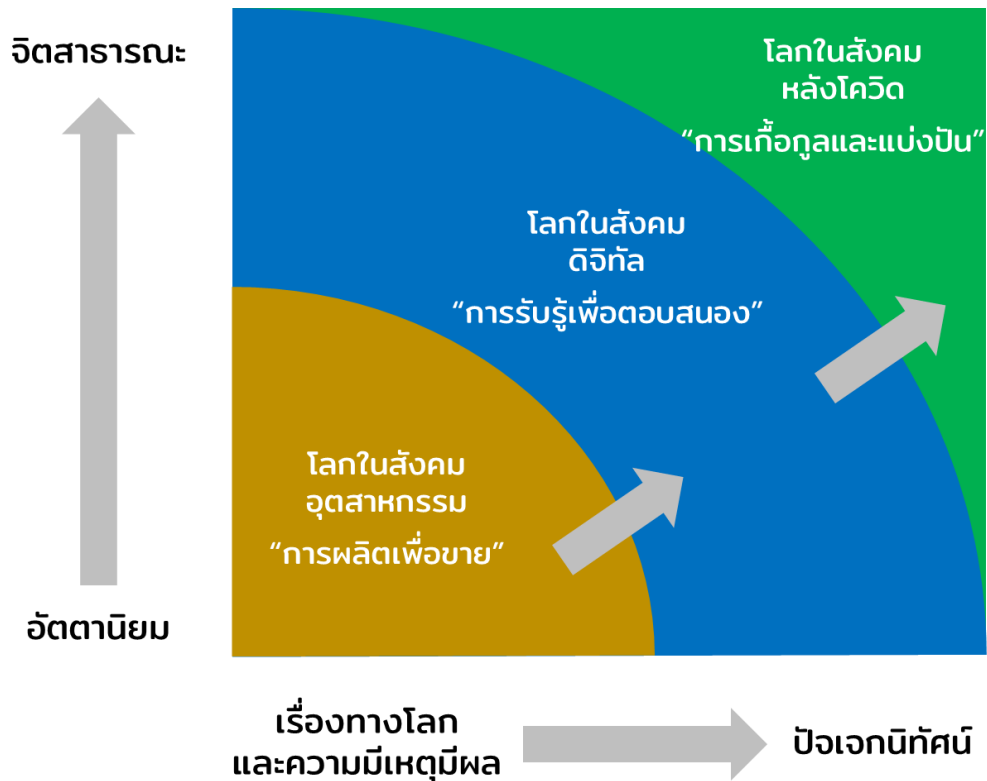 จิตสาธารณะ
โลกในสังคม
หลังโควิด
“การเกื้อกูลและแบ่งปัน”
โลกในสังคม
ดิจิทัล
“การรับรู้เพื่อตอบสนอง”
โลกในสังคม
อุตสาหกรรม
“การผลิตเพื่อขาย”
อัตตานิยม
เรื่องทางโลก
และความมีเหตุมีผล
ปัจเจกนิทัศน์